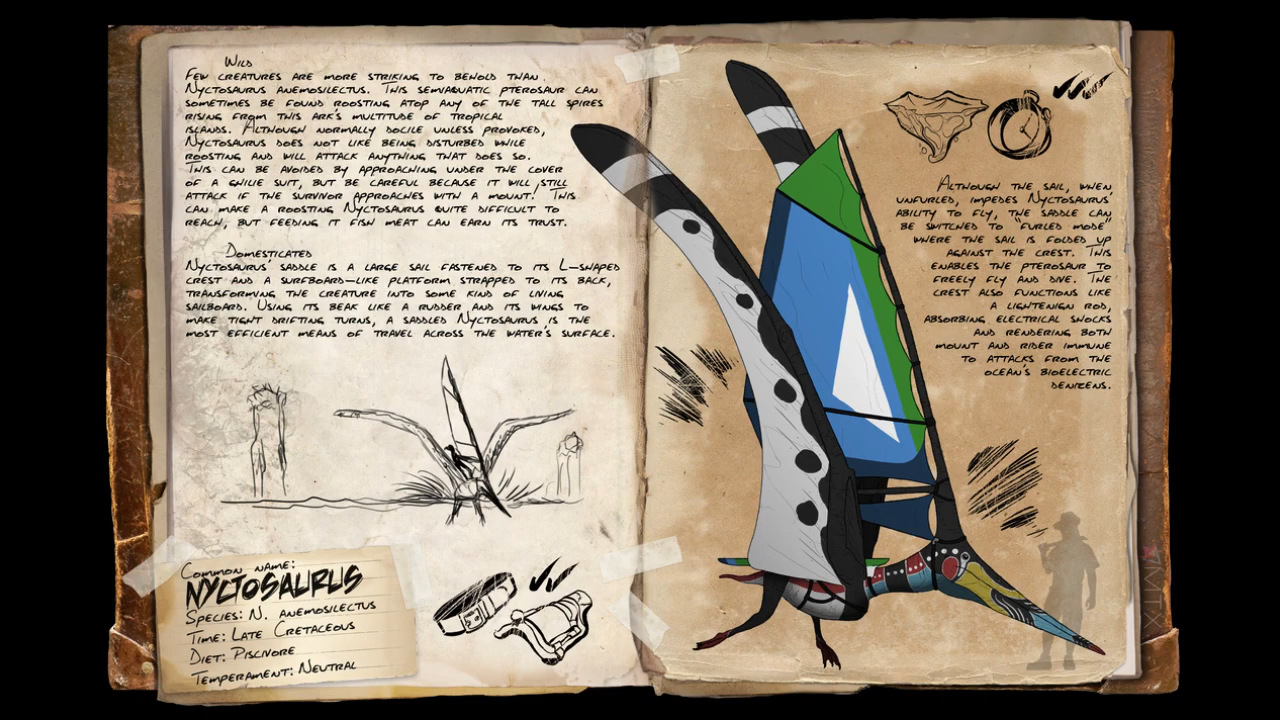 Wild
Few creatures are more striking to behold than
Nyctosaurus anemosilectus. This semiaquatic pterosaur can
sometimes be found roosting atop any of the tall spires
rising from this Ark's multitude of tropical
islands. Although normally docile unless provoked,
Nyctosaurus does not like being disturbed while
roosting and will attack anything that does so.
This can be avoided by approaching under the cover
of a ghilie suit, but be careful because it will still
attack if the survivor approaches with a mount. This
can make a roosting Nyctosaurus quite difficult to
reach, but feeding it fish meat can earn its trust.
Domesticated
Nyctosaurus' saddle is a large sail fastened to its L-shaped
crest and a surfboard-like platform strapped to its back,
transforming the creature into some kind of living
sailboard. Using its beak like a rudder and its wings to
make tight drifting turns, a saddled Nyctosaurus is the
most efficient means of travel across the water's surface.
Common name:
Nyctosaurus
Species: N. anemosilectus
Time: Late Cretaceous
Diet: Piscivore
Temperament: Neutral
Although the sail, when
unfurled, impedes Nyctosaurus'
ability to fly, the saddle can
be switched to "furled mode"
where the sail is folded up
against the crest. This
enables the pterosaur to
freely fly and dive. The
crest also functions like
a lightenign rod,
absorbing electrical shocks
and rendering both
mount and rider immune
to attacks from the
ocean's bioelectric
denizens.